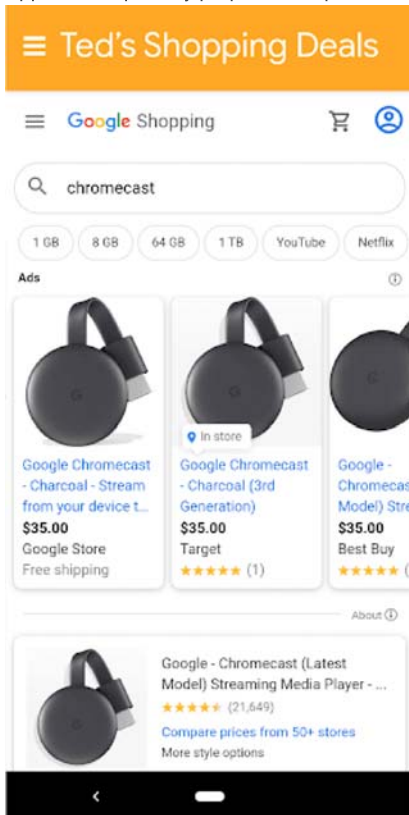 Ted's Shopping Deals
Google Shopping
chromecast
1 GB
8 GB
64 GB
1 TB
YouTube
Netflix
Ads
In store
Google Chromecast
- Charcoal - Stream
from your device t...
$35.00
Google Store
Free shipping
Google Chromecast
- Charcoal (3rd
Generation)
$35.00
Target
(1)
Google -
Chromecas
Model) Stre
$35.00
Best Buy
About
Google - Chromecast (Latest
Model) Streaming Media Player - ...
(21,649)
Compare prices from 50+ stores
More style options